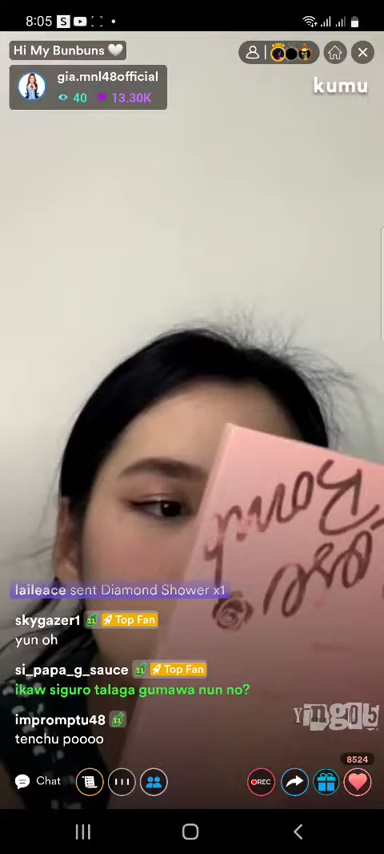 8:05
Hi My Bunbuns 🤍
gia.mnl48official
40 13.30K
kumu
laileace sent Diamond Shower x1
skygazer1 Top Fan
yun oh
si_papa_g_sauce Top Fan
ikaw siguro talaga gumawa nun no?
impromptu48
tenchu poooo
8524
Chat
REC